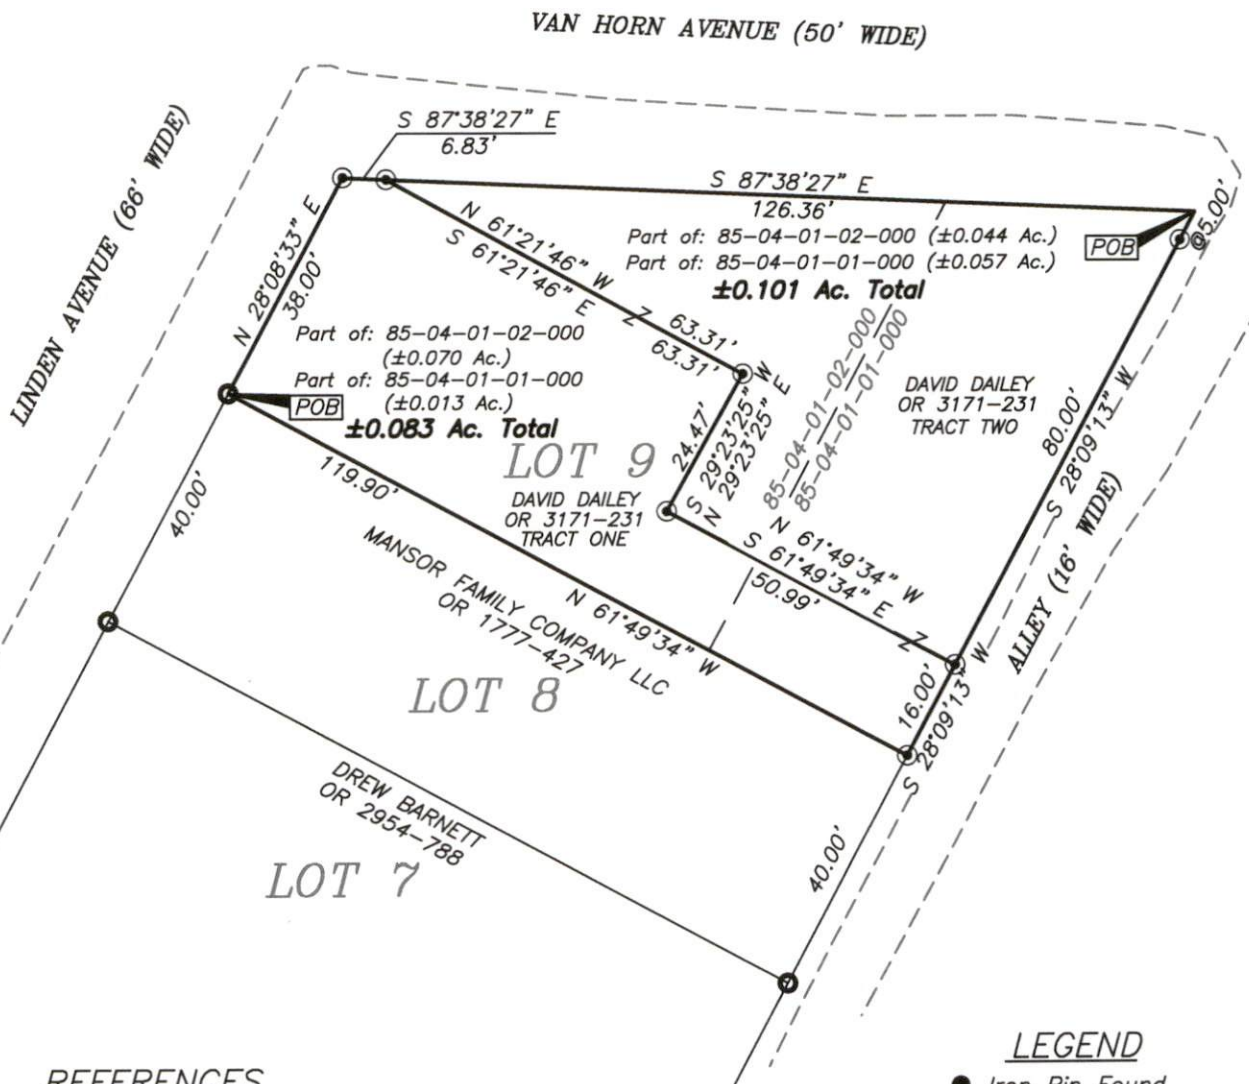 VAN HORN AVENUE (50' WIDE)
LINDEN AVENUE (66' WIDE)
S 87°38'27" E
6.83'
S 87°38'27" E
126.36'
@5.00'
Part of: 85-04-01-02-000 (±0.044 Ac.)
Part of: 85-04-01-01-000 (±0.057 Ac.)
±0.101 Ac. Total
POB
N 61°21'46" W
S 61°21'46" E
63.31'
63.31'
N 28°08'33" E
38.00'
Part of: 85-04-01-02-000
(±0.070 Ac.)
Part of: 85-04-01-01-000
(±0.013 Ac.)
±0.083 Ac. Total
POB
24.47'
S 29°23'25" W
N 29°23'25" E
85-04-01-02-000
85-04-01-01-000
DAVID DAILEY
OR 3171-231
TRACT TWO
80.00'
S 28°09'13" W
LOT 9
DAVID DAILEY
OR 3171-231
TRACT ONE
119.90'
N 61°49'34" W
N 61°49'34" W
S 61°49'34" E
50.99'
ALLEY (16' WIDE)
16.00'
S 28°09'13" W
40.00'
MANSOR FAMILY COMPANY LLC
OR 1777-427
LOT 8
DREW BARNETT
OR 2954-788
LOT 7
40.00'
LEGEND
Iron Pin Found
REFERENCES